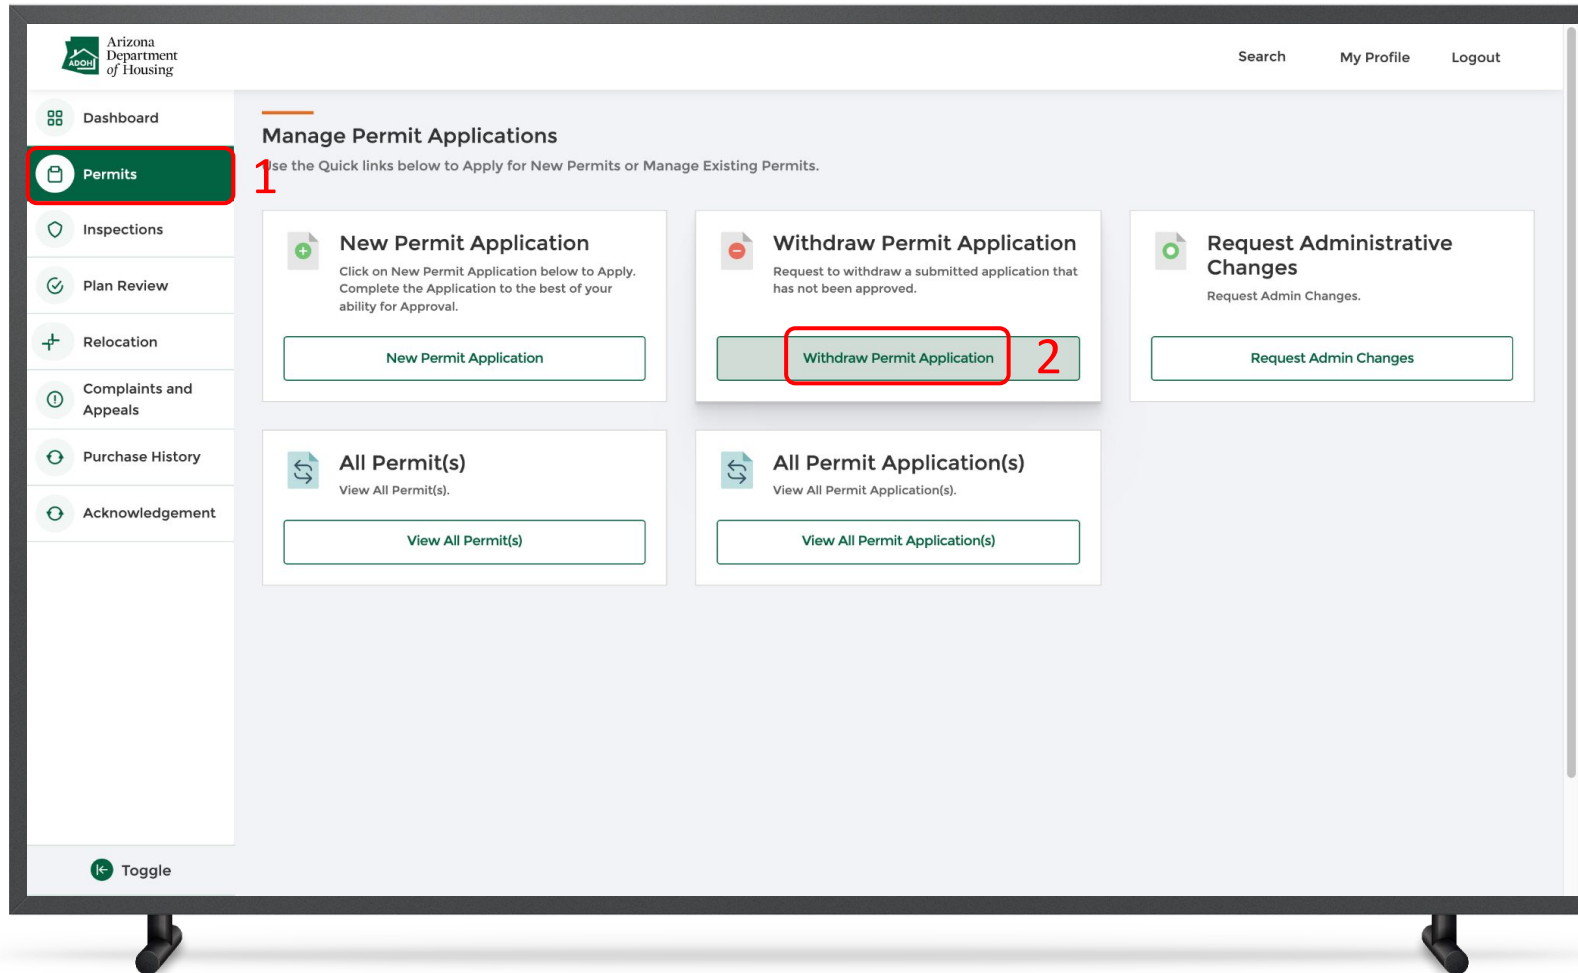 Arizona
Department
of Housing
ADOH
Search
My Profile
Logout
Dashboard
Permits
Inspections
Plan Review
Relocation
Complaints and
Appeals
Purchase History
Acknowledgement
Toggle
1
Manage Permit Applications
Use the Quick links below to Apply for New Permits or Manage Existing Permits.
New Permit Application
Click on New Permit Application below to Apply.
Complete the Application to the best of your
ability for Approval.
New Permit Application
Withdraw Permit Application
Request to withdraw a submitted application that
has not been approved.
Withdraw Permit Application
2
Request Administrative
Changes
Request Admin Changes.
Request Admin Changes
All Permit(s)
View All Permit(s).
View All Permit(s)
All Permit Application(s)
View All Permit Application(s).
View All Permit Application(s)